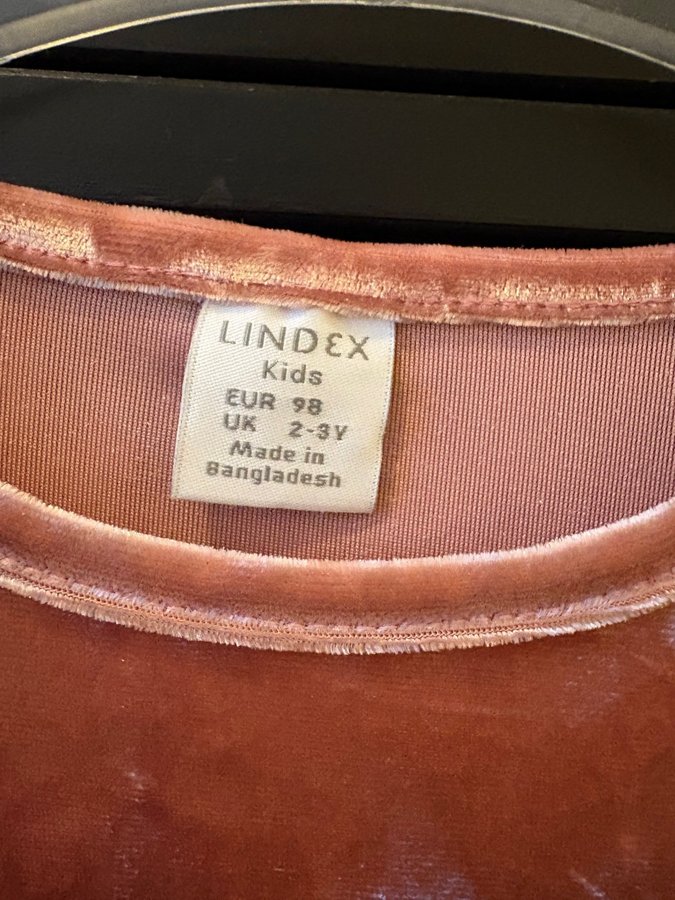 LINDEX
Kids
EUR 98
UK 2-3Y
Made in
Bangladesh